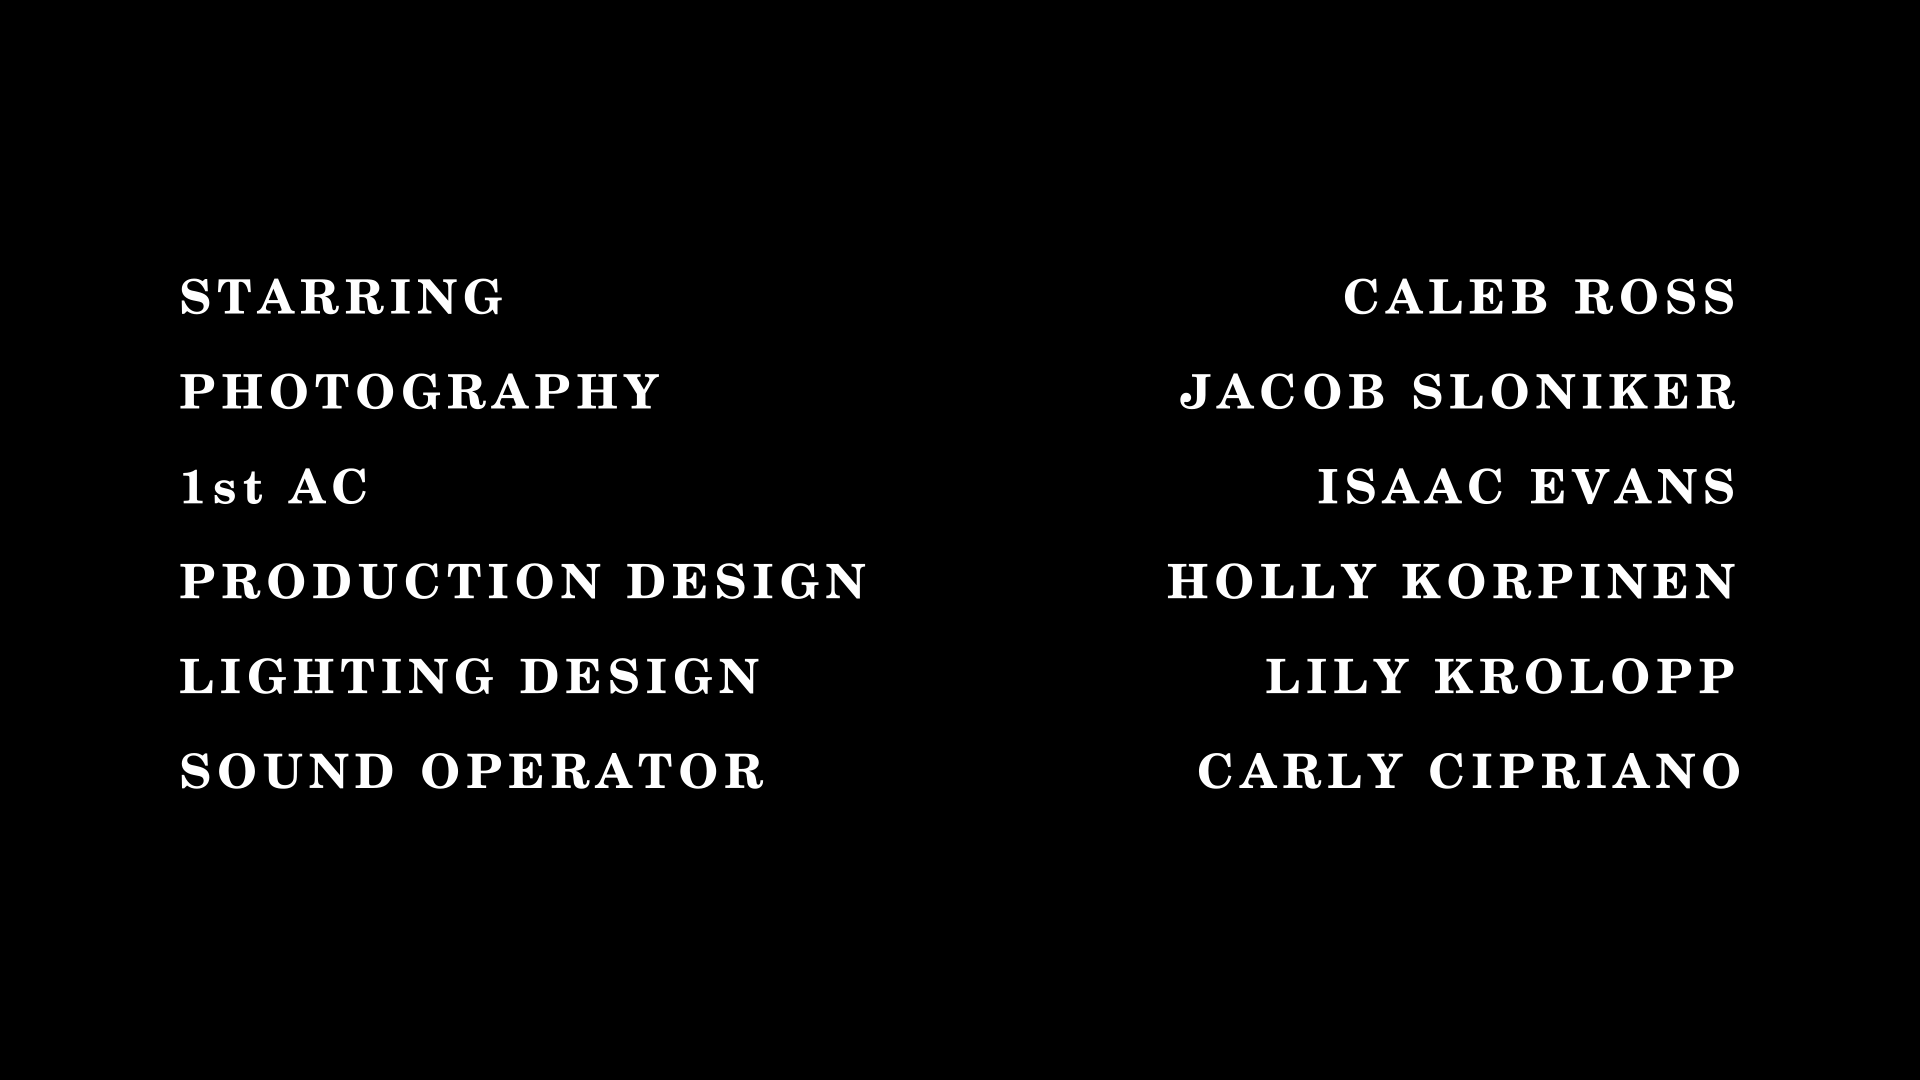 STARRING CALEB ROSS
PHOTOGRAPHY JACOB SLONIKER
1st AC ISAAC EVANS
PRODUCTION DESIGN HOLLY KORPINEN
LIGHTING DESIGN LILY KROLOPP
SOUND OPERATOR CARLY CIPRIANO